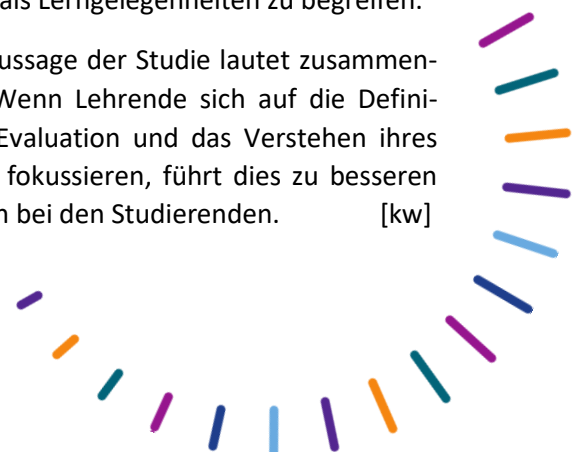 als Lerngelegenheiten zu begreifen.
ussage der Studie lautet zusammen-
Wenn Lehrende sich auf die Defini-
Evaluation und das Verstehen ihres
fokussieren, führt dies zu besseren
n bei den Studierenden. [kw]